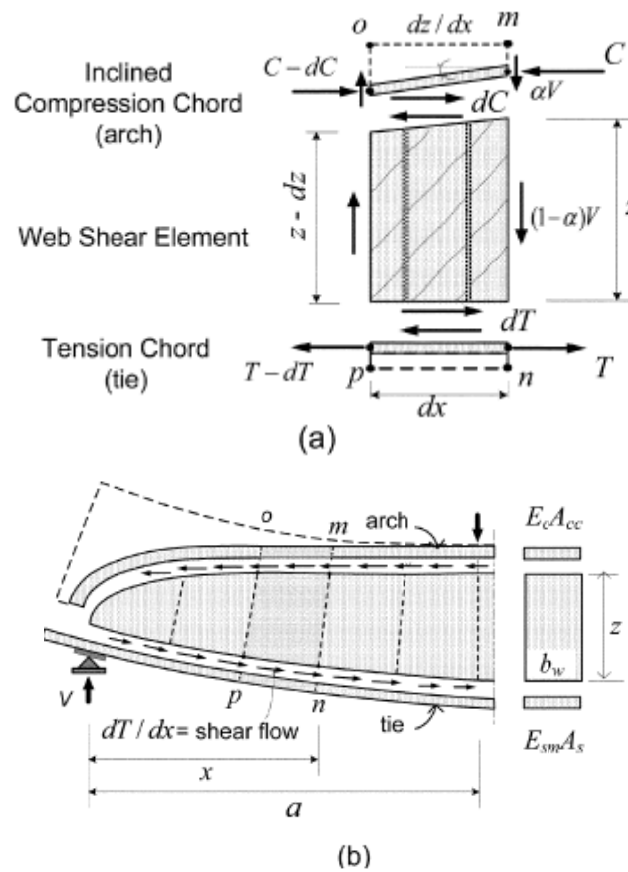 o
dz / dx
m
Inclined
Compression Chord
(arch)
C – dC
C
αV
dC
z - dz
Web Shear Element
(1–α)V
dT
Tension Chord
(tie)
T – dT
p
n
T
dx
(a)
o
m
arch
E_cA_cc
z
b_w
V
p
n
dT / dx= shear flow
tie
E_smA_s
x
a
(b)